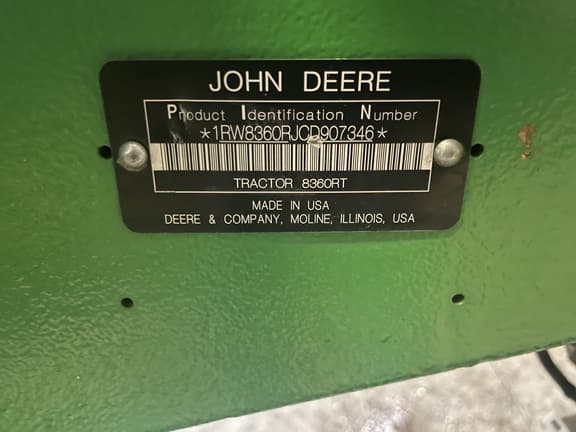 JOHN DEERE
Product Identification Number
*1RW8360RJCD907346*
TRACTOR 8360RT
MADE IN USA
DEERE & COMPANY, MOLINE, ILLINOIS, USA